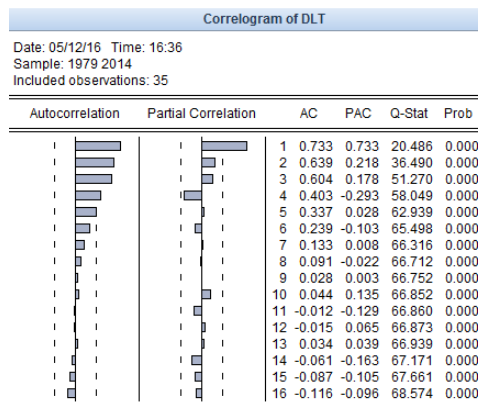 Correlogram of DLT
Date: 05/12/16 Time: 16:36
Sample: 1979 2014
Included observations: 35
Autocorrelation Partial Correlation AC PAC Q-Stat Prob
1 0.733 0.733 20.486 0.000
2 0.639 0.218 36.490 0.000
3 0.604 0.178 51.270 0.000
4 0.403 -0.293 58.049 0.000
5 0.337 0.028 62.939 0.000
6 0.239 -0.103 65.498 0.000
7 0.133 0.008 66.316 0.000
8 0.091 -0.022 66.712 0.000
9 0.028 0.003 66.752 0.000
10 0.044 0.135 66.852 0.000
11 -0.012 -0.129 66.860 0.000
12 -0.015 0.065 66.873 0.000
13 0.034 0.039 66.939 0.000
14 -0.061 -0.163 67.171 0.000
15 -0.087 -0.105 67.661 0.000
16 -0.116 -0.096 68.574 0.000